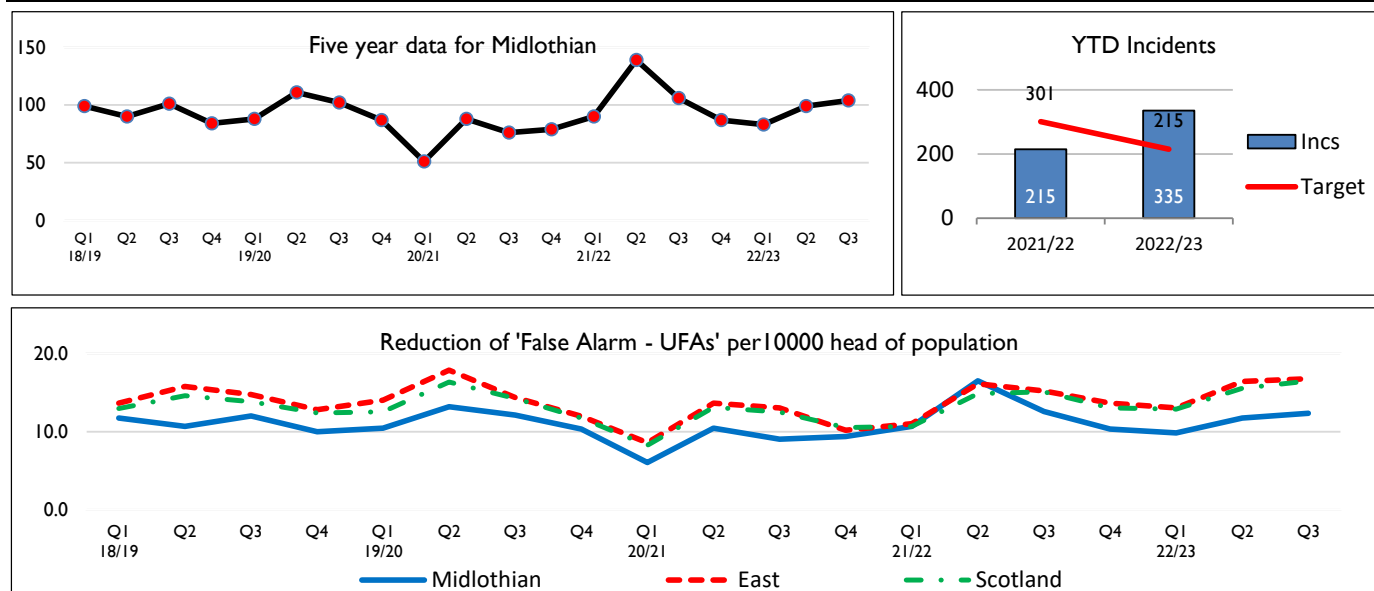 Five year data for Midlothian
150
100
50
0
Q1 Q2 Q3 Q4 Q1 Q2 Q3 Q4 Q1 Q2 Q3 Q4 Q1 Q2 Q3 Q4 Q1 Q2 Q3
18/19 19/20 20/21 21/22 22/23
YTD Incidents
400
301
215
Incs
200
Target
215 335
0
2021/22 2022/23
Reduction of 'False Alarm - UFAs' per10000 head of population
20.0
10.0
0.0
Q1 Q2 Q3 Q4 Q1 Q2 Q3 Q4 Q1 Q2 Q3 Q4 Q1 Q2 Q3 Q4 Q1 Q2 Q3
18/19 19/20 20/21 21/22 22/23
Midlothian East Scotland